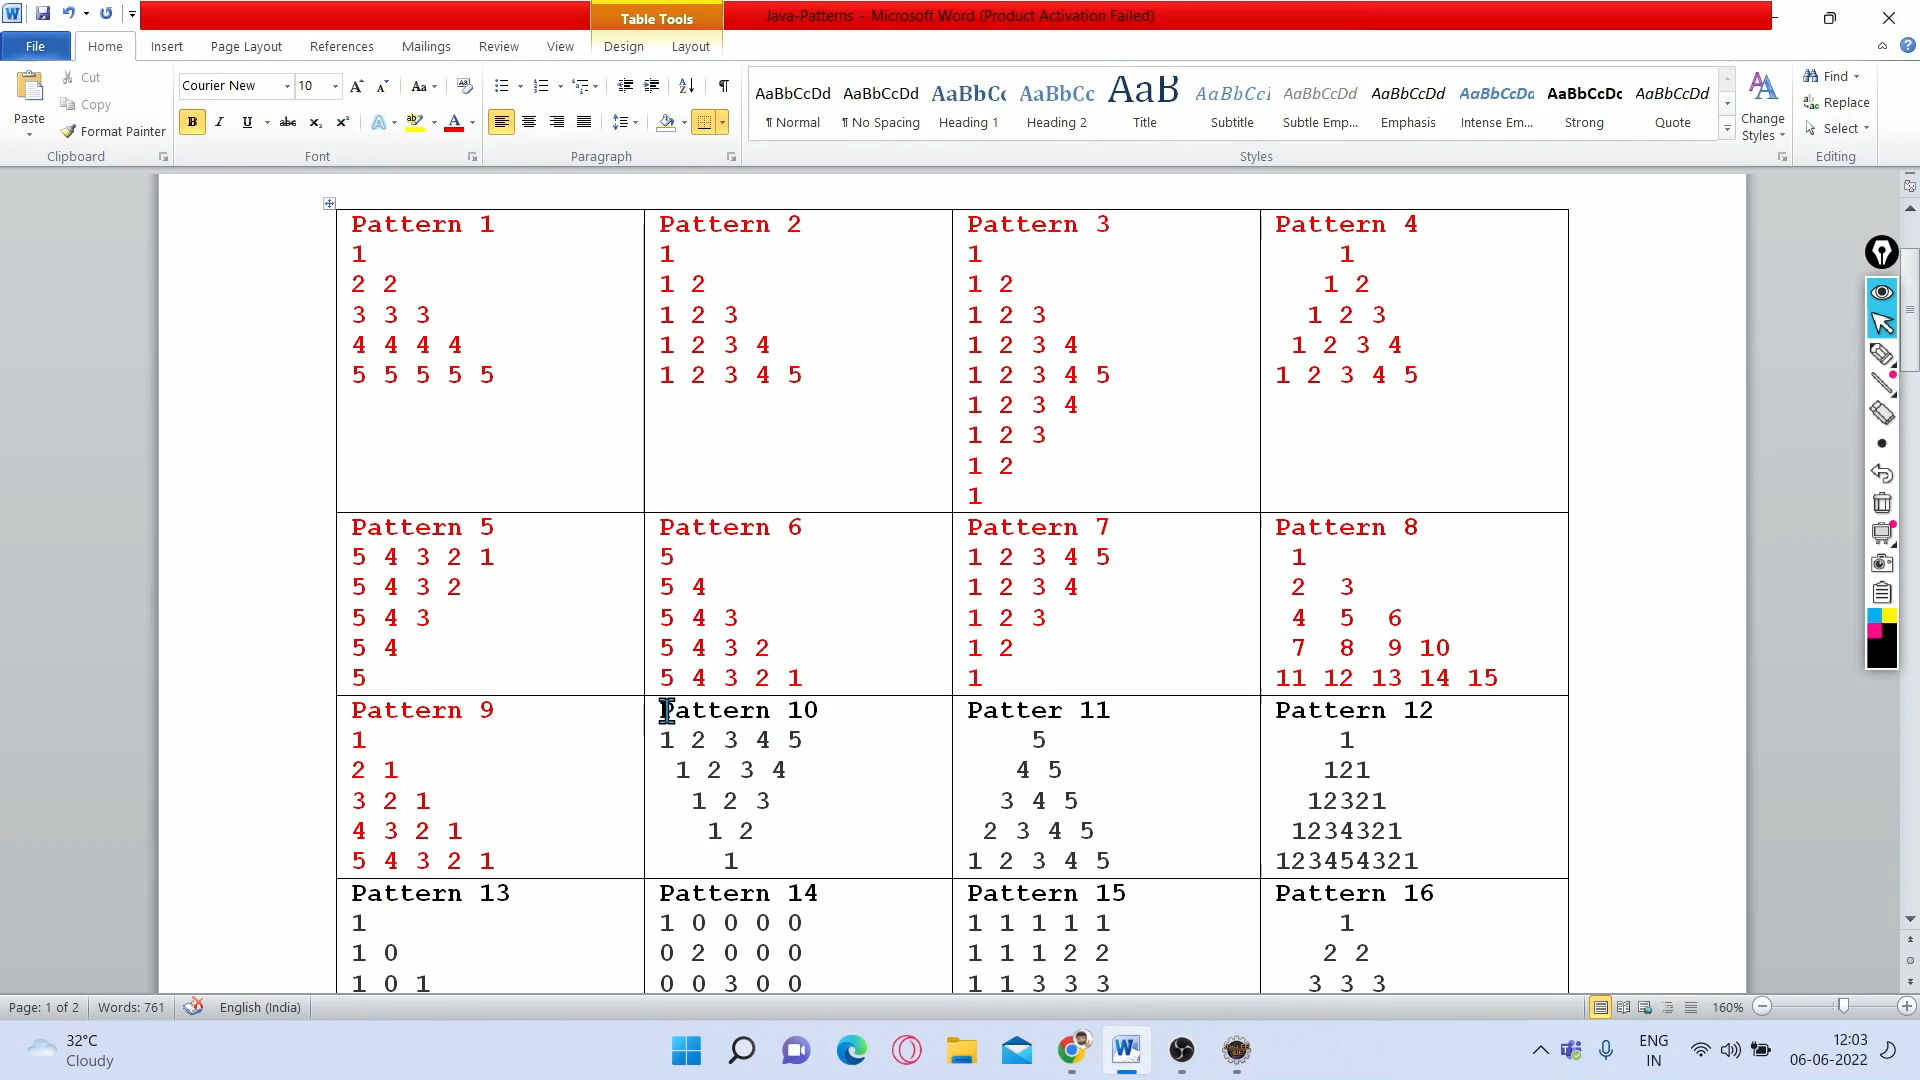 Table Tools
Java-Patterns - Microsoft Word (Product Activation Failed)
File Home Insert Page Layout References Mailings Review View Design Layout
Paste
Cut
Copy
Format Painter
Clipboard
Courier New 10
Font
Paragraph
AaBbCcDd AaBbCcDd AaBbCc AaBbCc AaB AaBbCcI AaBbCcDd AaBbCcDd AaBbCcDd AaBbCcDc AaBbCcDd
¶ Normal ¶ No Spacing Heading 1 Heading 2 Title Subtitle Subtle Emp... Emphasis Intense Em... Strong Quote
Styles
Change Styles
Find
Replace
Select
Editing
Pattern 1
1
2 2
3 3 3
4 4 4 4
5 5 5 5 5
Pattern 2
1
1 2
1 2 3
1 2 3 4
1 2 3 4 5
Pattern 3
1
1 2
1 2 3
1 2 3 4
1 2 3 4 5
1 2 3 4
1 2 3
1 2
1
Pattern 4
1
1 2
1 2 3
1 2 3 4
1 2 3 4 5
Pattern 5
5 4 3 2 1
5 4 3 2
5 4 3
5 4
5
Pattern 6
5
5 4
5 4 3
5 4 3 2
5 4 3 2 1
Pattern 7
1 2 3 4 5
1 2 3 4
1 2 3
1 2
1
Pattern 8
1
2 3
4 5 6
7 8 9 10
11 12 13 14 15
Pattern 9
1
2 1
3 2 1
4 3 2 1
5 4 3 2 1
Pattern 10
1 2 3 4 5
1 2 3 4
1 2 3
1 2
1
Patter 11
5
4 5
3 4 5
2 3 4 5
1 2 3 4 5
Pattern 12
1
121
12321
1234321
123454321
Pattern 13
1
1 0
1 0 1
Pattern 14
1 0 0 0 0
0 2 0 0 0
0 0 3 0 0
Pattern 15
1 1 1 1 1
1 1 1 2 2
1 1 3 3 3
Pattern 16
1
2 2
3 3 3
Page: 1 of 2 Words: 761 English (India) 160%
32°C
Cloudy
ENG
IN
12:03
06-06-2022